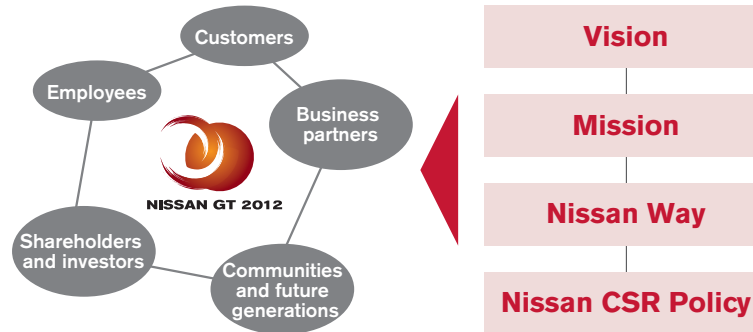 Customers
Employees
Business
partners
NISSAN GT 2012
Shareholders
and investors
Communities
and future
generations
Vision
Mission
Nissan Way
Nissan CSR Policy